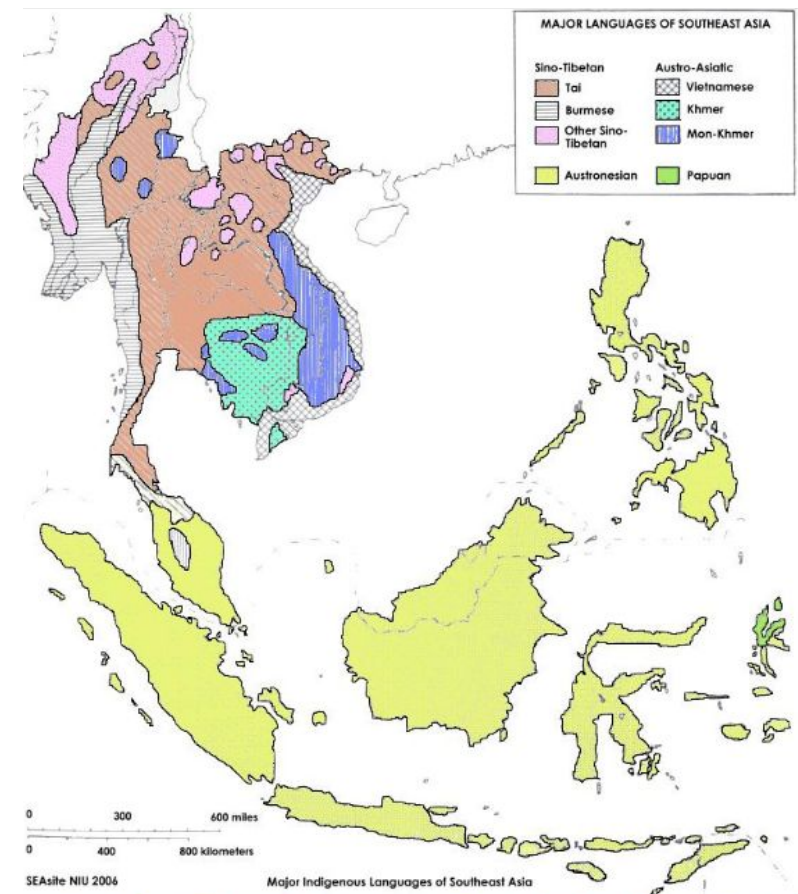 MAJOR LANGUAGES OF SOUTHEAST ASIA
Sino-Tibetan
Tai
Burmese
Other Sino-
Tibetan
Austronesian
Austro-Asiatic
Vietnamese
Khmer
Mon-Khmer
Papuan
0 300 600 miles
0 400 800 kilometers
SEAsite NIU 2006
Major Indigenous Languages of Southeast Asia